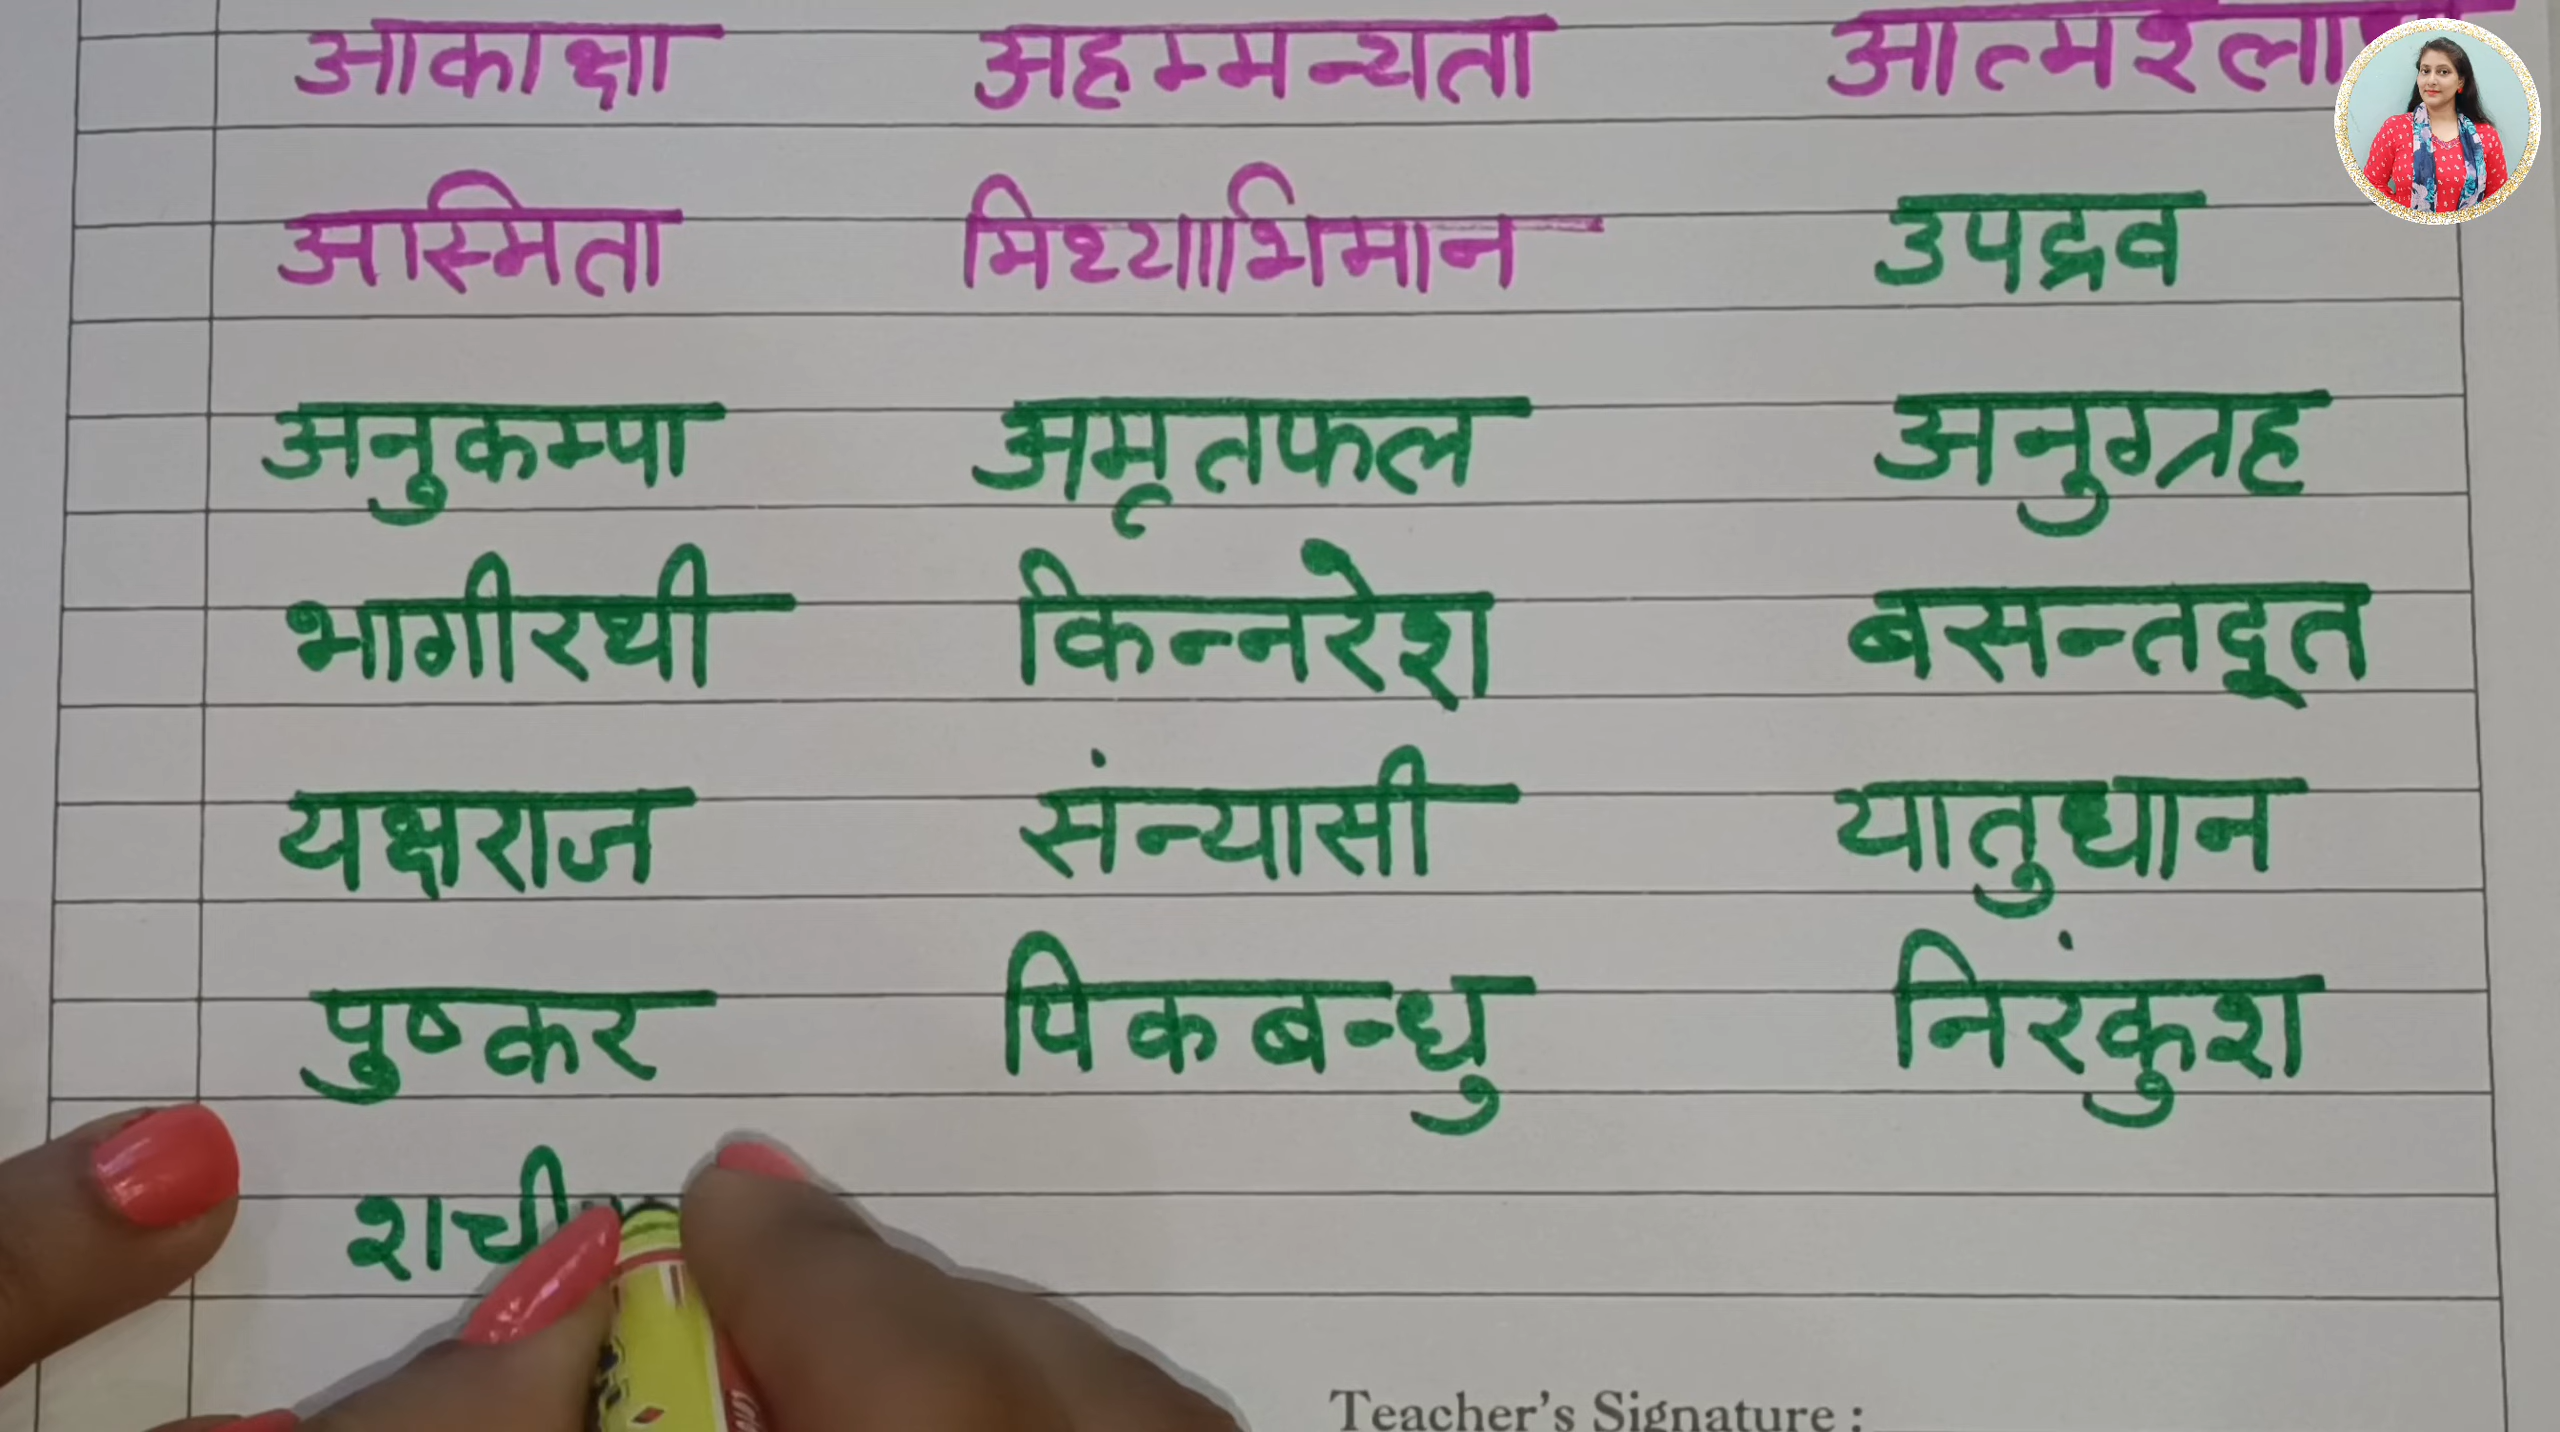 आकाक्षा अहम्मन्यता
अस्मिता मिथ्याभिमान उपद्रव
अनुकम्पा अमृतफल अनुग्रह
भागीरथी किन्नरेश बसन्तदूत
यक्षराज संन्यासी यातुधान
पुष्कर पिकबन्धु निरंकुश
शची
Teacher's Signature :